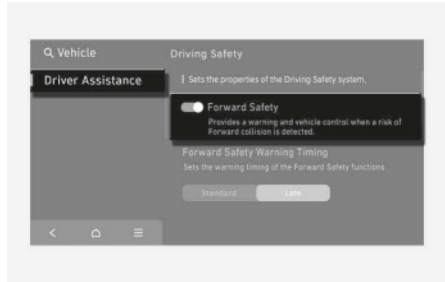 Vehicle
Driving Safety
Driver Assistance
Sets the properties of the Driving Safety system.
Forward Safety
Provides a warning and vehicle control when a risk of
Forward collision is detected.
Forward Safety Warning Timing
Sets the warning timing of the Forward Safety functions.
Standard
Late